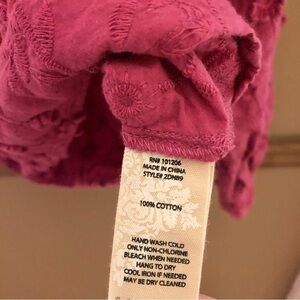 RN# 101206
MADE IN CHINA
STYLE# 2DN89
100% COTTON
HAND WASH COLD
ONLY NON-CHLORINE
BLEACH WHEN NEEDED
HANG TO DRY
COOL IRON IF NEEDED
MAY BE DRY CLEANED